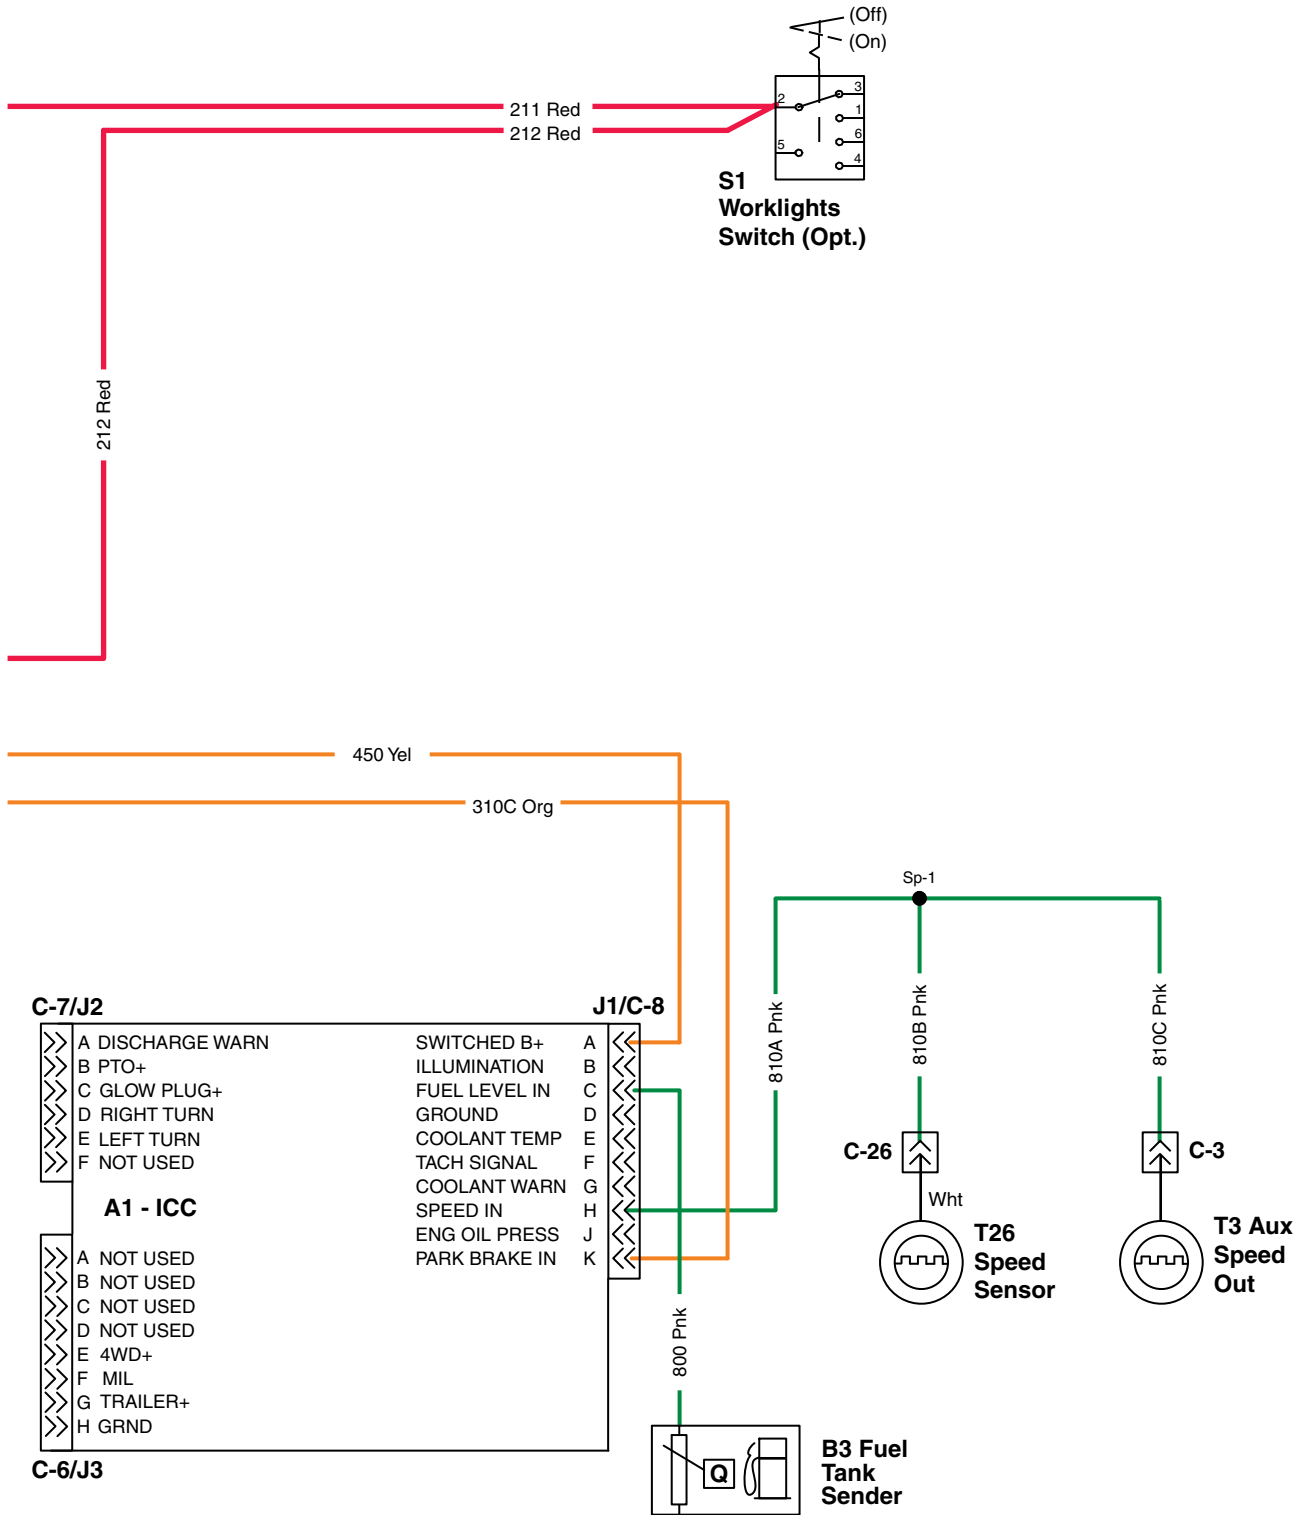 (Off)
(On)
2
3
1
6
5
4
211 Red
212 Red
S1
Worklights
Switch (Opt.)
212 Red
450 Yel
310C Org
Sp-1
810A Pnk
810B Pnk
810C Pnk
C-7/J2
J1/C-8
A DISCHARGE WARN
B PTO+
C GLOW PLUG+
D RIGHT TURN
E LEFT TURN
F NOT USED
SWITCHED B+ A
ILLUMINATION B
FUEL LEVEL IN C
GROUND D
COOLANT TEMP E
TACH SIGNAL F
COOLANT WARN G
SPEED IN H
ENG OIL PRESS J
PARK BRAKE IN K
A1 - ICC
A NOT USED
B NOT USED
C NOT USED
D NOT USED
E 4WD+
F MIL
G TRAILER+
H GRND
C-6/J3
C-26
Wht
T26
Speed
Sensor
C-3
T3 Aux
Speed
Out
800 Pnk
Q
B3 Fuel
Tank
Sender